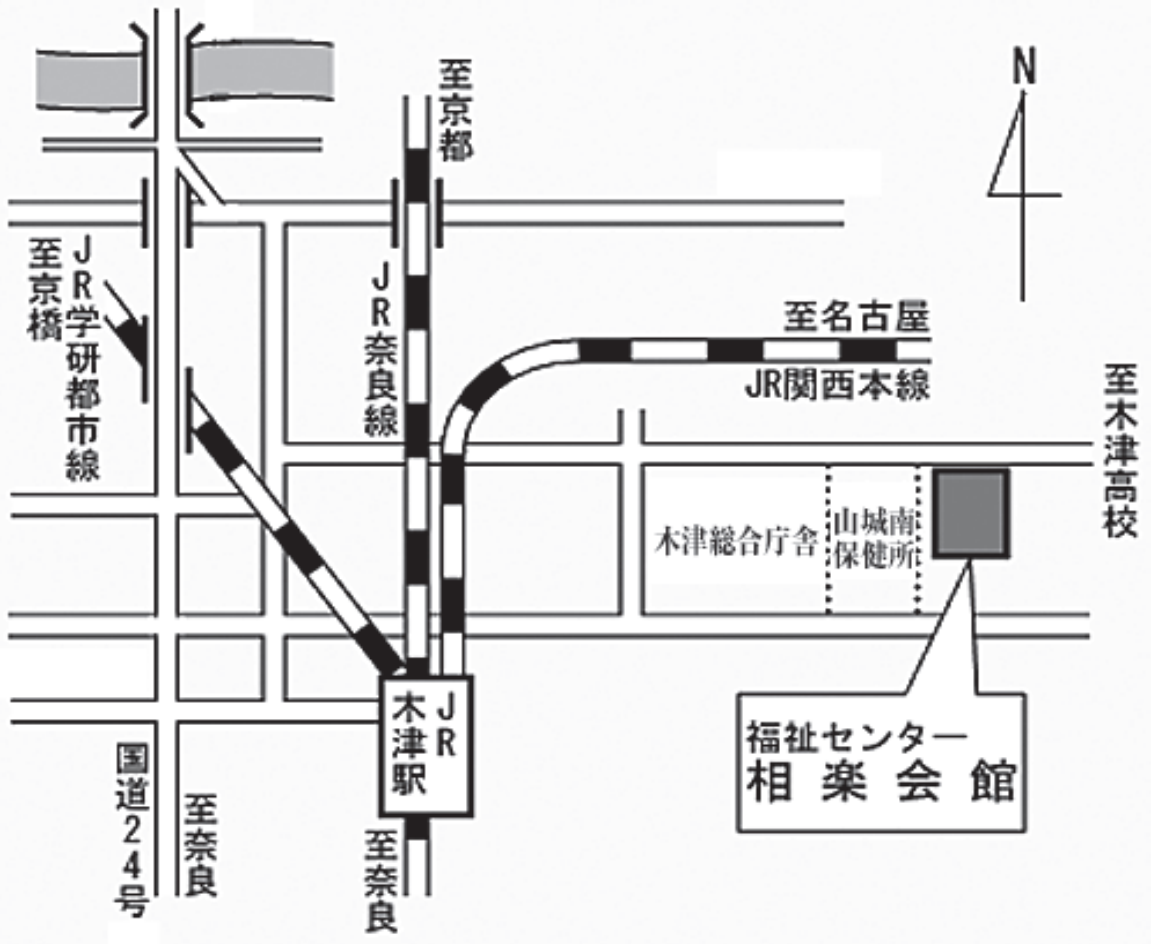 N
至京都
JR学研都市線
至京橋
JR奈良線
至名古屋
JR関西本線
至木津高校
木津総合庁舎
山城南
保健所
JR
木津駅
福祉センター
相楽会館
国道24号
至奈良
至奈良